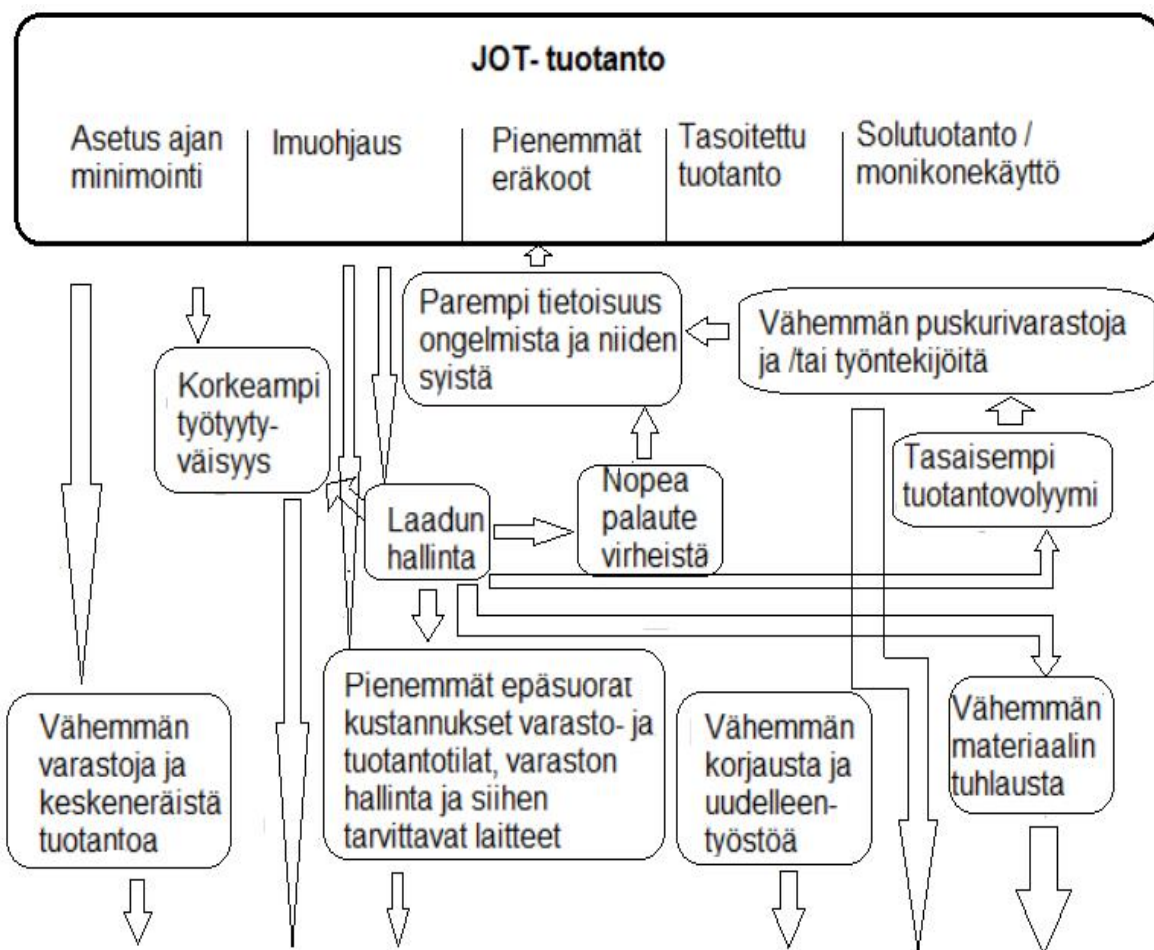 JOT- tuotanto
Asetus ajan
minimointi
Imuohjaus
Pienemmät
eräkoot
Tasoitettu
tuotanto
Solutuotanto /
monikonekäyttö
Parempi tietoisuus
ongelmista ja niiden
syistä
Vähemmän puskurivarastoja
ja /tai työntekijöitä
Korkeampi
työtyyty-
väisyys
Laadun
hallinta
Nopea
palaute
virheistä
Tasaisempi
tuotantovolyymi
Vähemmän
varastoja ja
keskeneräistä
tuotantoa
Pienemmät epäsuorat
kustannukset varasto- ja
tuotantotilat, varaston
hallinta ja siihen
tarvittavat laitteet
Vähemmän
korjausta ja
uudelleen-
työstöä
Vähemmän
materiaalin
tuhlausta